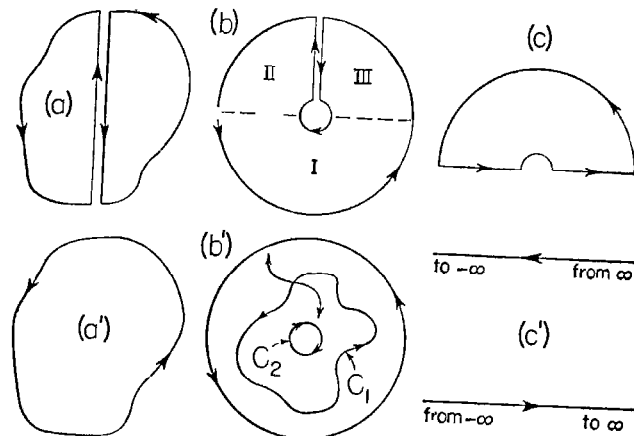 (a)
(b)
II
III
I
(c)
to -∞
from ∞
(a')
(b')
C₂
C₁
(c')
from -∞
to ∞